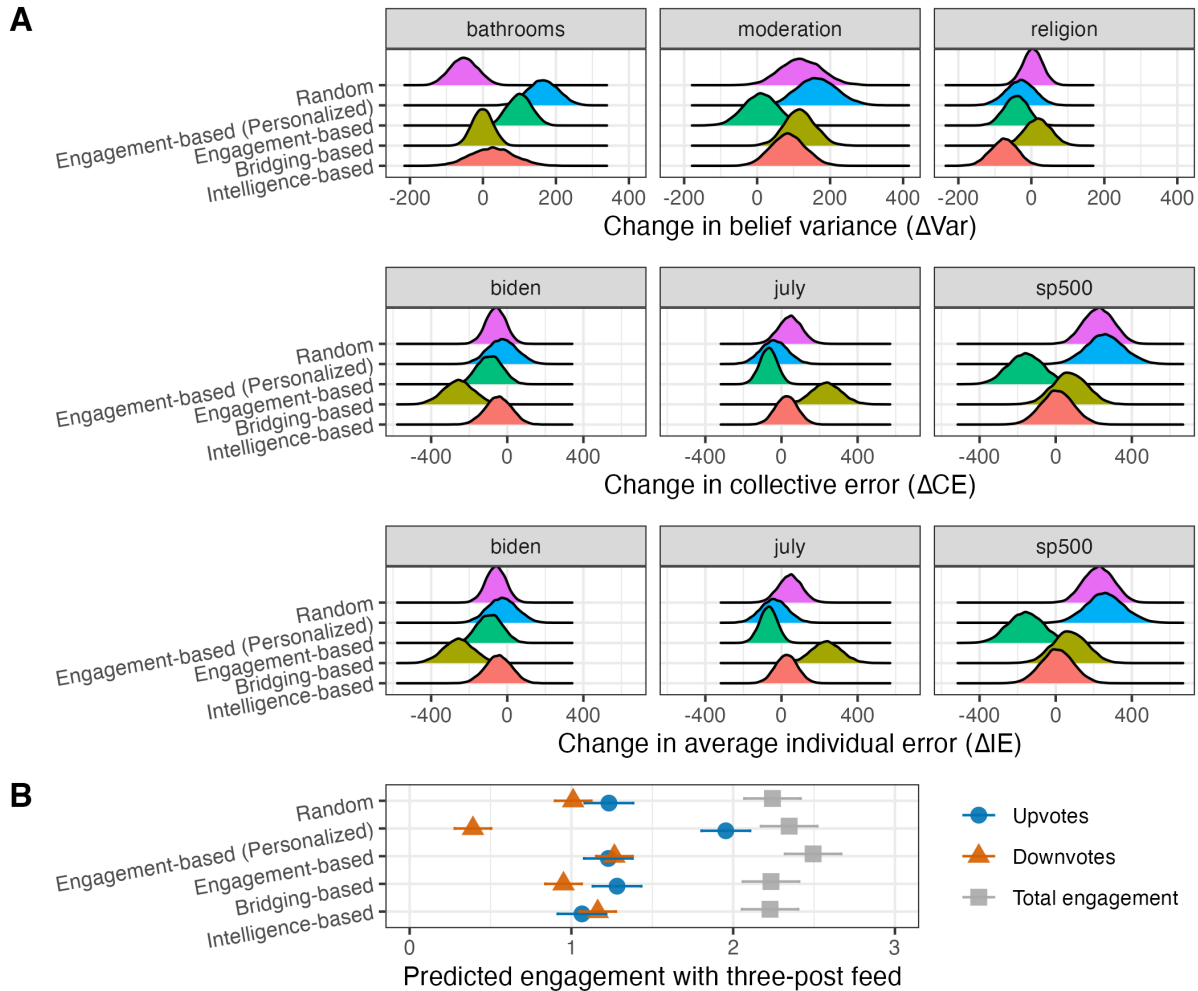 A
bathrooms moderation religion
Random
Engagement-based (Personalized)
Engagement-based
Bridging-based
Intelligence-based
-200 0 200 400 -200 0 200 400 -200 0 200 400
Change in belief variance (ΔVar)
biden july sp500
Random
Engagement-based (Personalized)
Engagement-based
Bridging-based
Intelligence-based
-400 0 400 -400 0 400 -400 0 400
Change in collective error (ΔCE)
biden july sp500
Random
Engagement-based (Personalized)
Engagement-based
Bridging-based
Intelligence-based
-400 0 400 -400 0 400 -400 0 400
Change in average individual error (ΔIE)
B
Random
Engagement-based (Personalized)
Engagement-based
Bridging-based
Intelligence-based
0 1 2 3
Predicted engagement with three-post feed
Upvotes
Downvotes
Total engagement